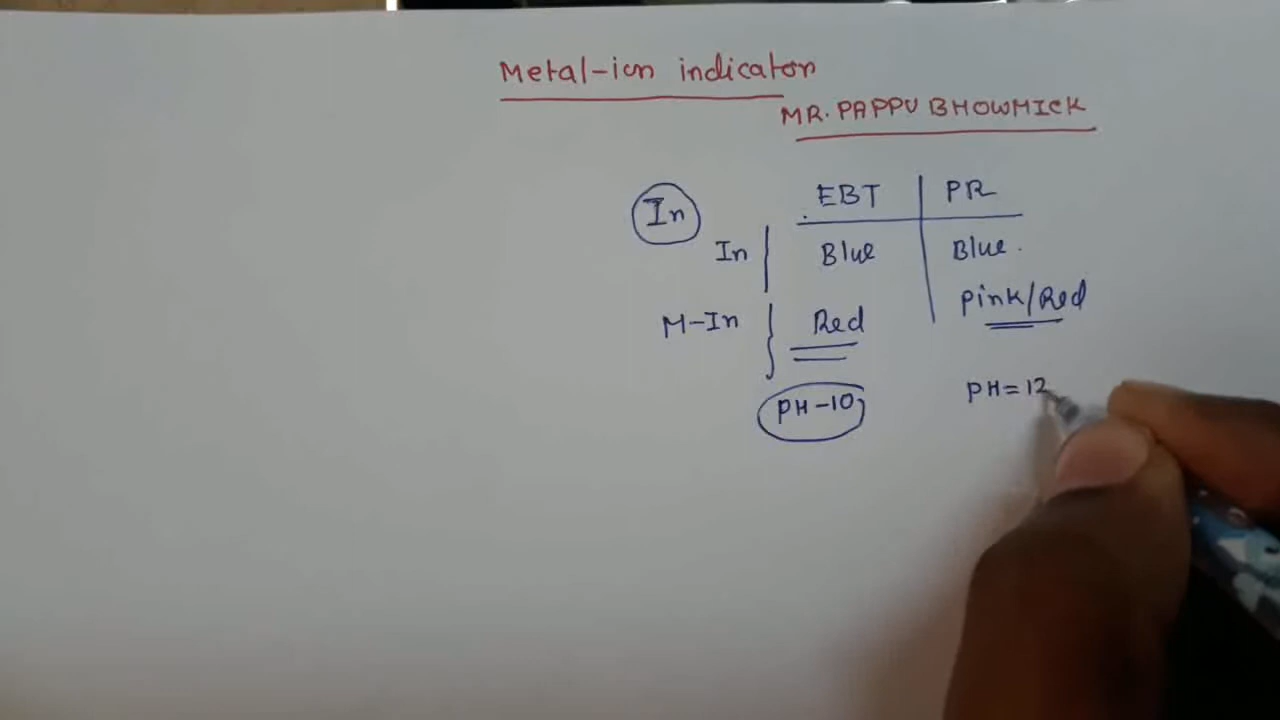 Metal-ion indicator
MR. PAPPU BHOWMICK
In
EBT PR
In Blue Blue.
M-In Red Pink/Red
PH-10 PH=12